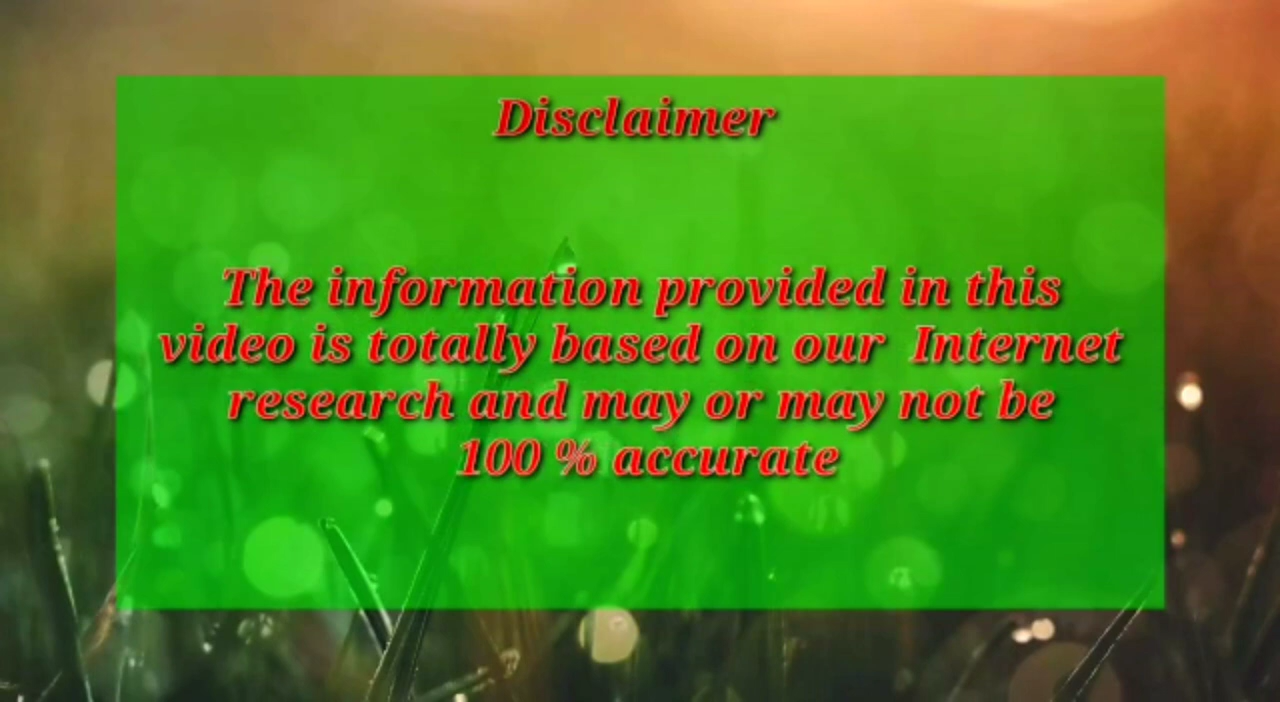 Disclaimer
The information provided in this
video is totally based on our  Internet
research and may or may not be
100 % accurate